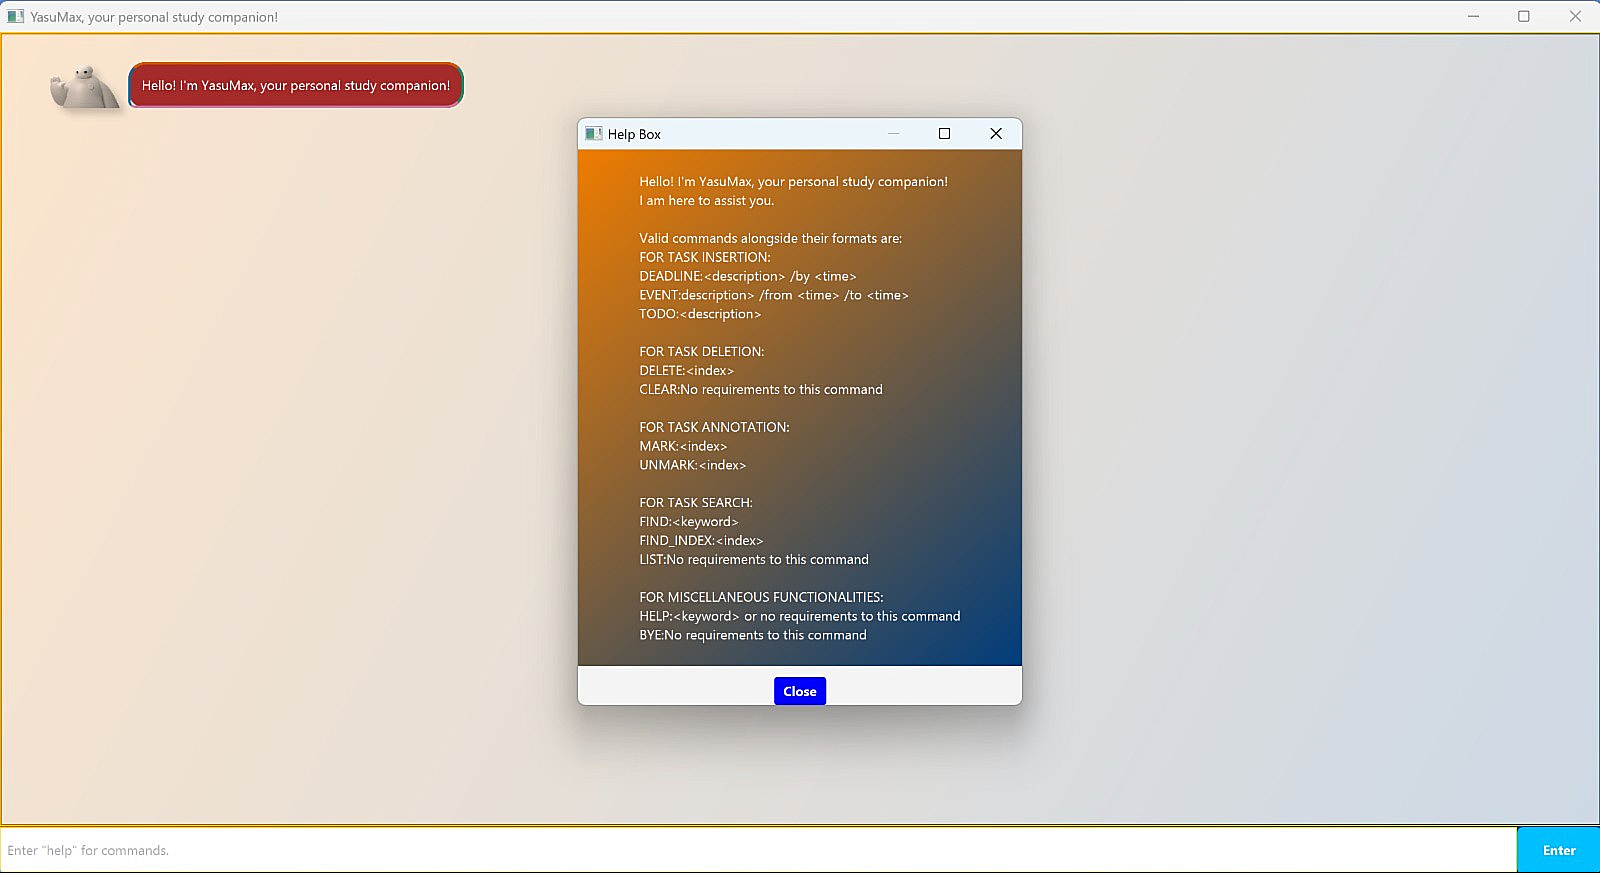 YasuMax, your personal study companion!
Hello! I'm YasuMax, your personal study companion!
Help Box
Hello! I'm YasuMax, your personal study companion!
I am here to assist you.
Valid commands alongside their formats are:
FOR TASK INSERTION:
DEADLINE:<description> /by <time>
EVENT:description> /from <time> /to <time>
TODO:<description>
FOR TASK DELETION:
DELETE:<index>
CLEAR:No requirements to this command
FOR TASK ANNOTATION:
MARK:<index>
UNMARK:<index>
FOR TASK SEARCH:
FIND:<keyword>
FIND_INDEX:<index>
LIST:No requirements to this command
FOR MISCELLANEOUS FUNCTIONALITIES:
HELP:<keyword> or no requirements to this command
BYE:No requirements to this command
Close
Enter "help" for commands.
Enter